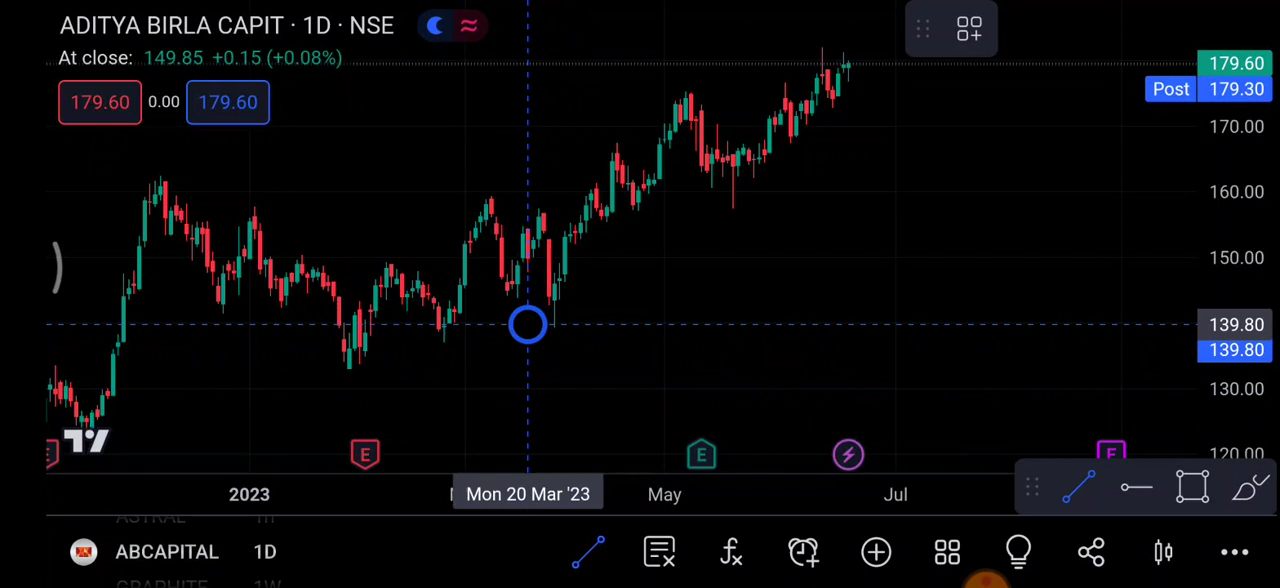 ADITYA BIRLA CAPIT · 1D · NSE
At close: 149.85 +0.15 (+0.08%)
179.60 0.00 179.60
179.60
Post 179.30
170.00
160.00
150.00
139.80
139.80
130.00
120.00
E E E
2023 Mon 20 Mar '23 May Jul
ABCAPITAL 1D
GRAPHITE 1W